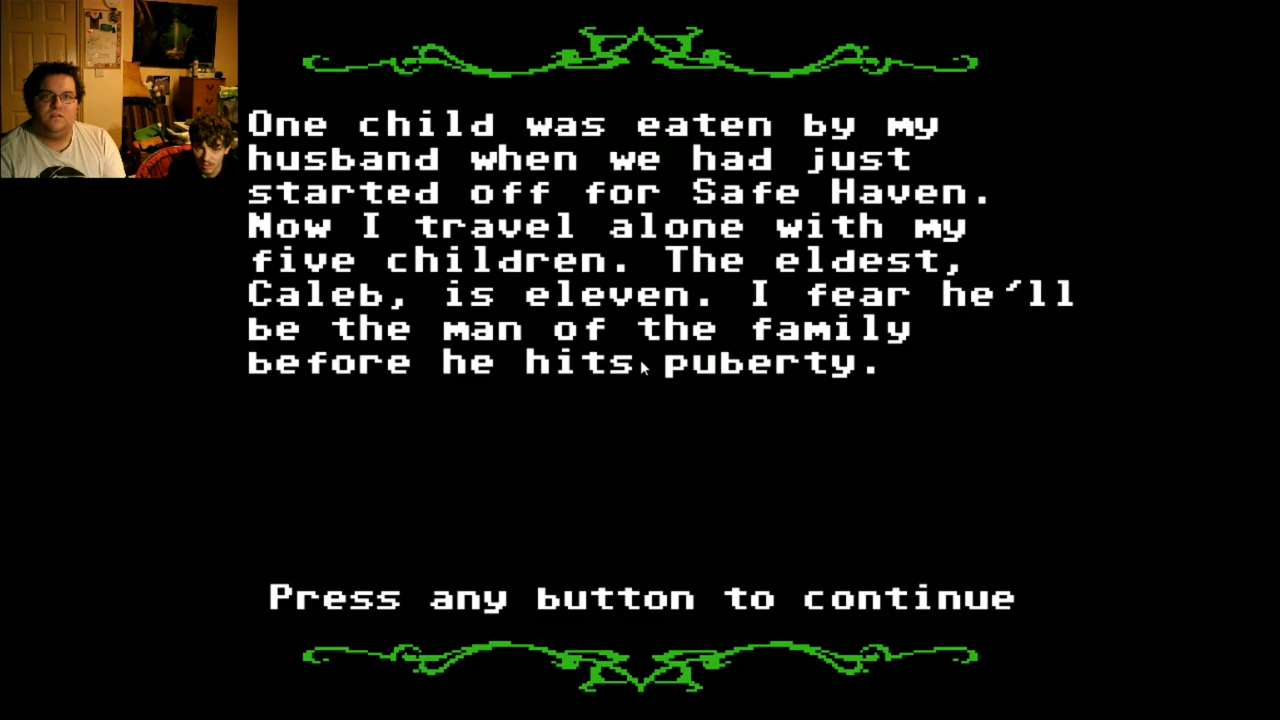 One child was eaten by my
husband when we had just
started off for Safe Haven.
Now I travel alone with my
five children. The eldest,
Caleb, is eleven. I fear he'll
be the man of the family
before he hits puberty.
Press any button to continue